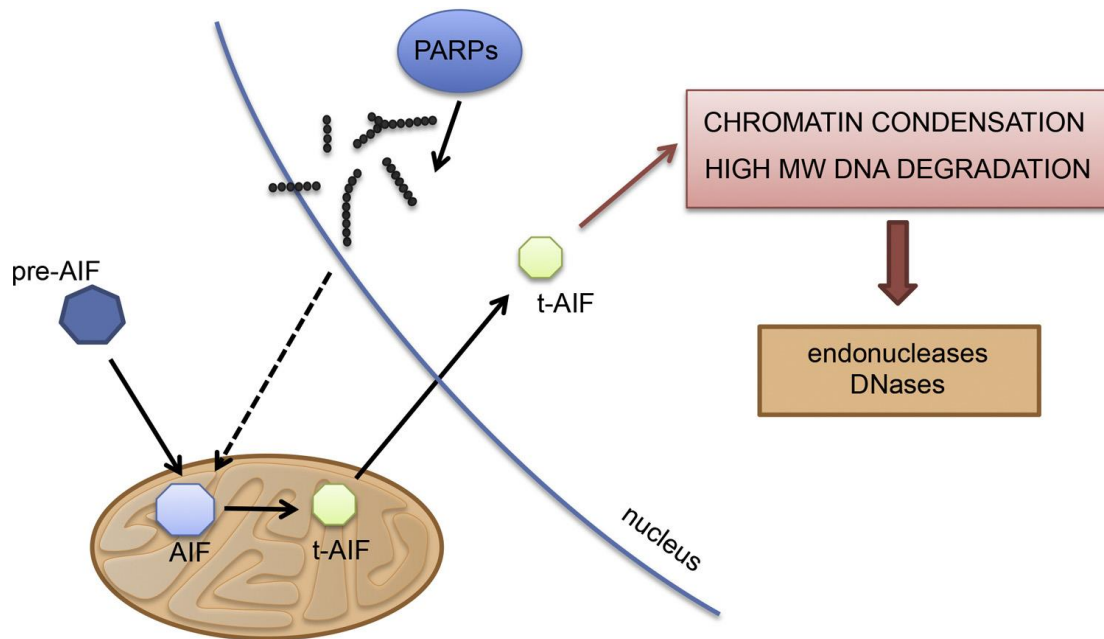 PARPs
CHROMATIN CONDENSATION
HIGH MW DNA DEGRADATION
pre-AIF
t-AIF
endonucleases
DNases
AIF
t-AIF
nucleus